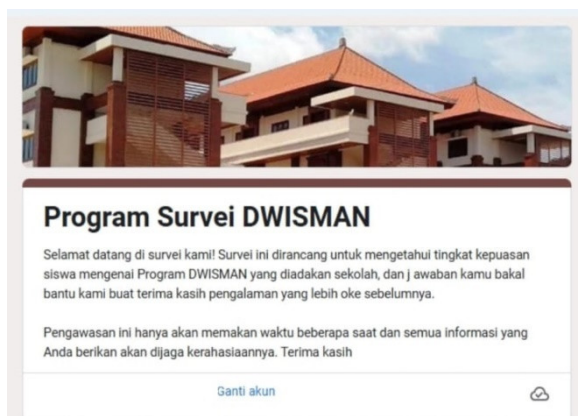 Program Survei DWISMAN
Selamat datang di survei kami! Survei ini dirancang untuk mengetahui tingkat kepuasan
siswa mengenai Program DWISMAN yang diadakan sekolah, dan j awaban kamu bakal
bantu kami buat terima kasih pengalaman yang lebih oke sebelumnya.
Pengawasan ini hanya akan memakan waktu beberapa saat dan semua informasi yang
Anda berikan akan dijaga kerahasiaannya. Terima kasih
Ganti akun